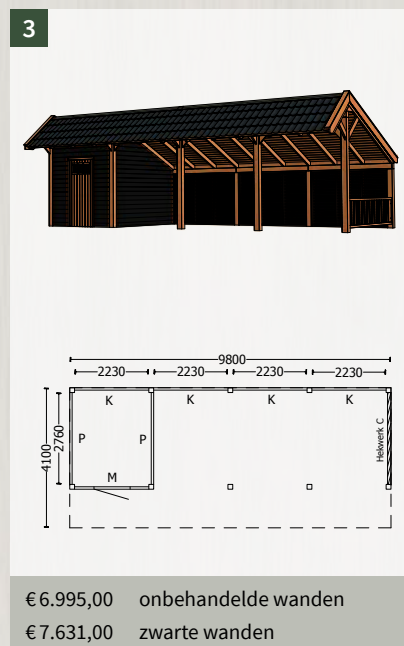 3
9800
2230 2230 2230 2230
K K K K
4100 2760 P P Hekwerk C
M
€ 6.995,00 onbehandelde wanden
€ 7.631,00 zwarte wanden